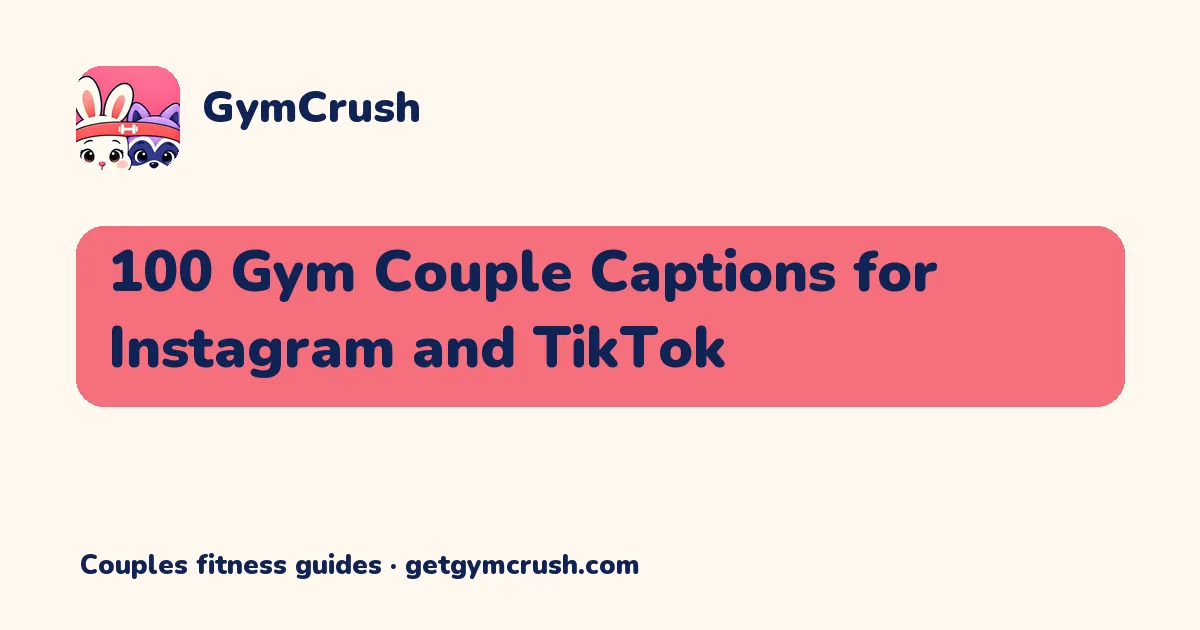 GymCrush
100 Gym Couple Captions for
Instagram and TikTok
Couples fitness guides · getgymcrush.com